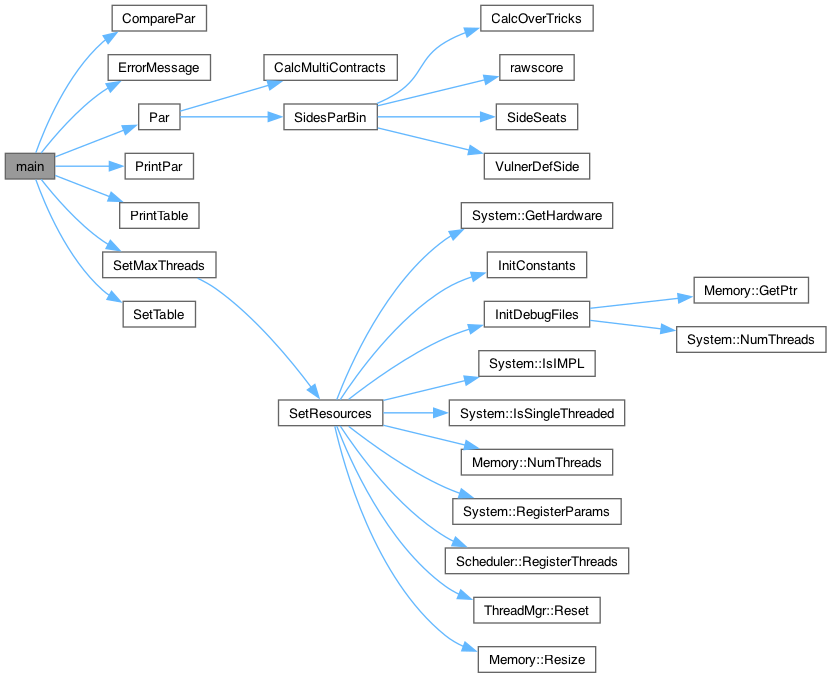 main
ComparePar
ErrorMessage
Par
CalcMultiContracts
SidesParBin
CalcOverTricks
rawscore
SideSeats
VulnerDefSide
PrintPar
PrintTable
SetMaxThreads
SetResources
System::GetHardware
InitConstants
InitDebugFiles
Memory::GetPtr
System::NumThreads
System::IsIMPL
System::IsSingleThreaded
Memory::NumThreads
System::RegisterParams
Scheduler::RegisterThreads
ThreadMgr::Reset
Memory::Resize
SetTable